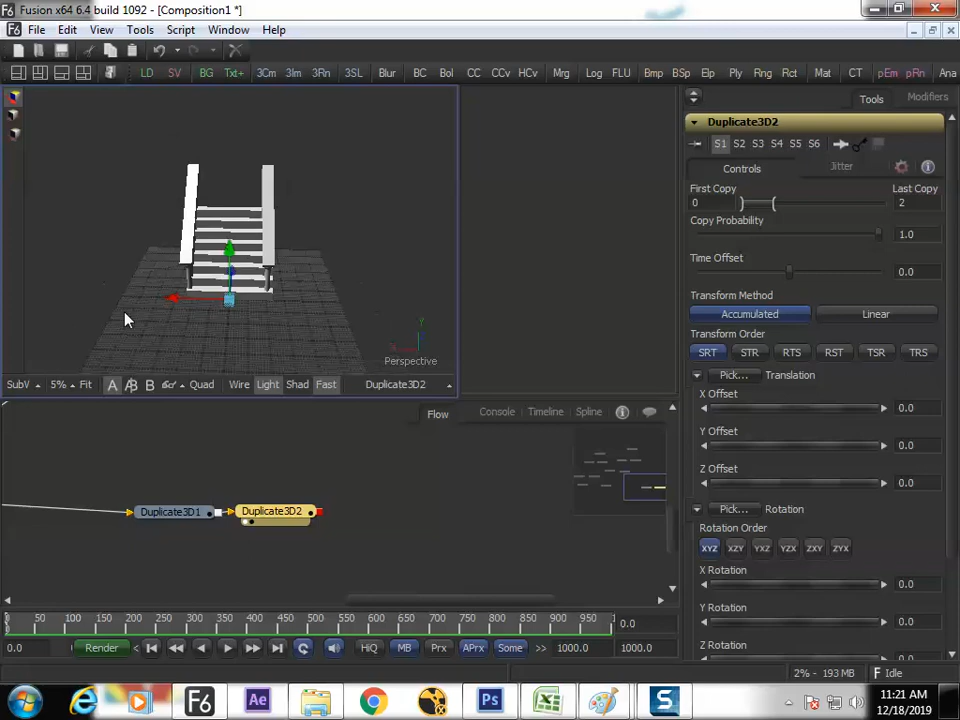 Fusion x64 6.4 build 1092 - [Composition1 *]
File Edit View Tools Script Window Help
LD SV BG Txt+ 3Cm 3Im 3Rn 3SL Blur BC Bol CC CCv HCv Mrg Log FLU Bmp BSp Elp Ply Rng Rct Mat CT pEm pRn Ana
Tools Modifiers
Duplicate3D2
S1 S2 S3 S4 S5 S6
Controls Jitter
First Copy Last Copy
0 2
Copy Probability
1.0
Time Offset
0.0
Transform Method
Accumulated Linear
Transform Order
SRT STR RTS RST TSR TRS
Pick... Translation
X Offset
0.0
Y Offset
0.0
Z Offset
0.0
Pick... Rotation
Rotation Order
XYZ XZY YXZ YZX ZXY ZYX
X Rotation
0.0
Y Rotation
0.0
Z Rotation
0.0
Y
X
Perspective
SubV 5% Fit A A|B B Quad Wire Light Shad Fast Duplicate3D2
Flow Console Timeline Spline
Duplicate3D1 Duplicate3D2
0 50 100 150 200 250 300 350 400 450 500 550 600 650 700 750 800 850 900 950 0.0
0.0 Render < HiQ MB Prx APrx Some >> 1000.0 1000.0
2% - 193 MB Idle
F6 Ae Ps S
11:21 AM
12/18/2019